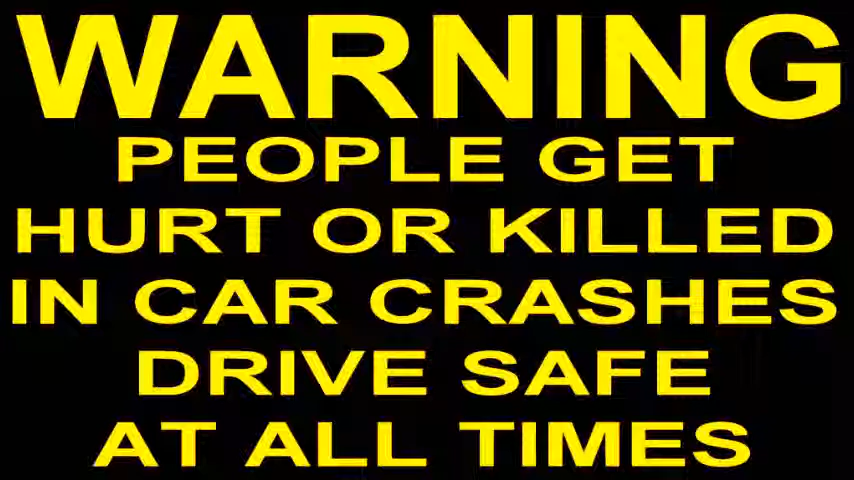 WARNING
PEOPLE GET
HURT OR KILLED
IN CAR CRASHES
DRIVE SAFE
AT ALL TIMES